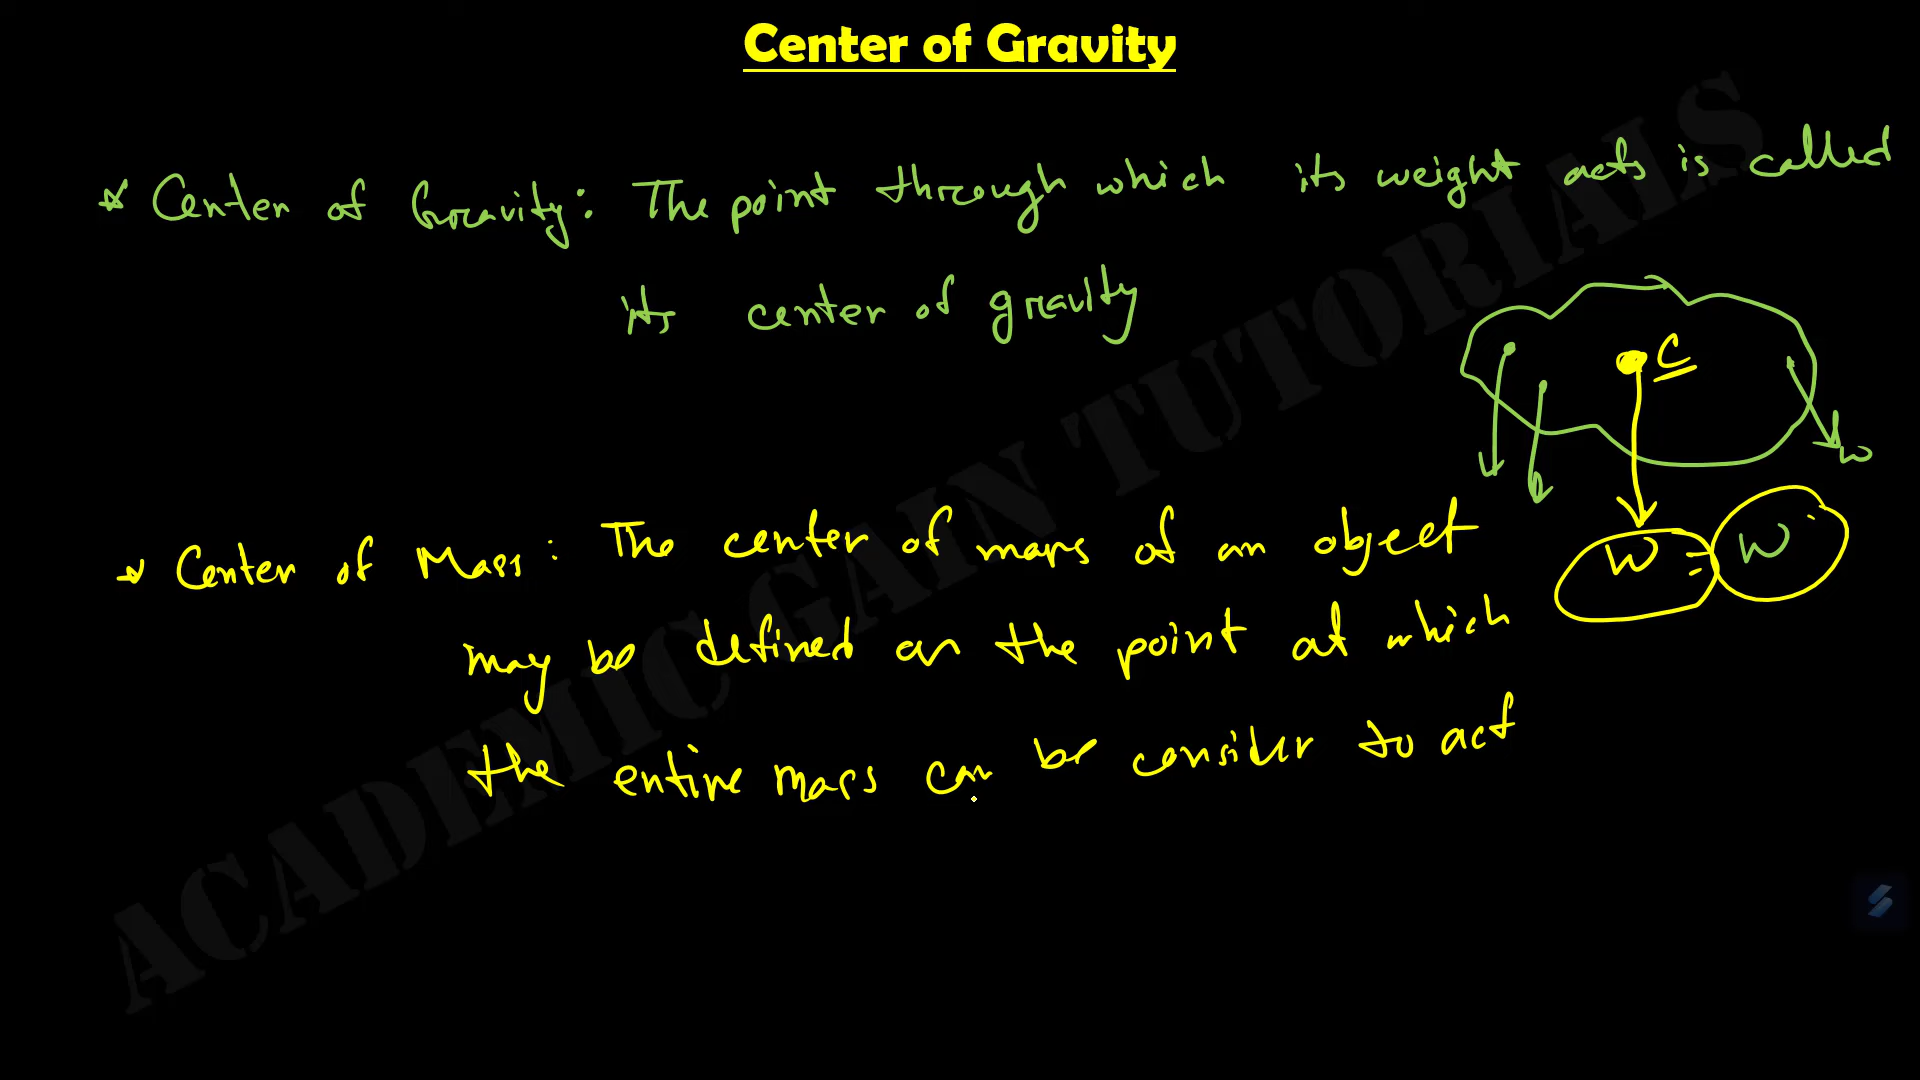 Center of Gravity
* Center of Gravity: The point through which its weight acts is called
its center of gravity
C
w
W = W
* Center of Mass: The center of mass of an object
may be defined as the point at which
the entire mass can be consider to act
ACADEMIC GAIN TUTORIALS